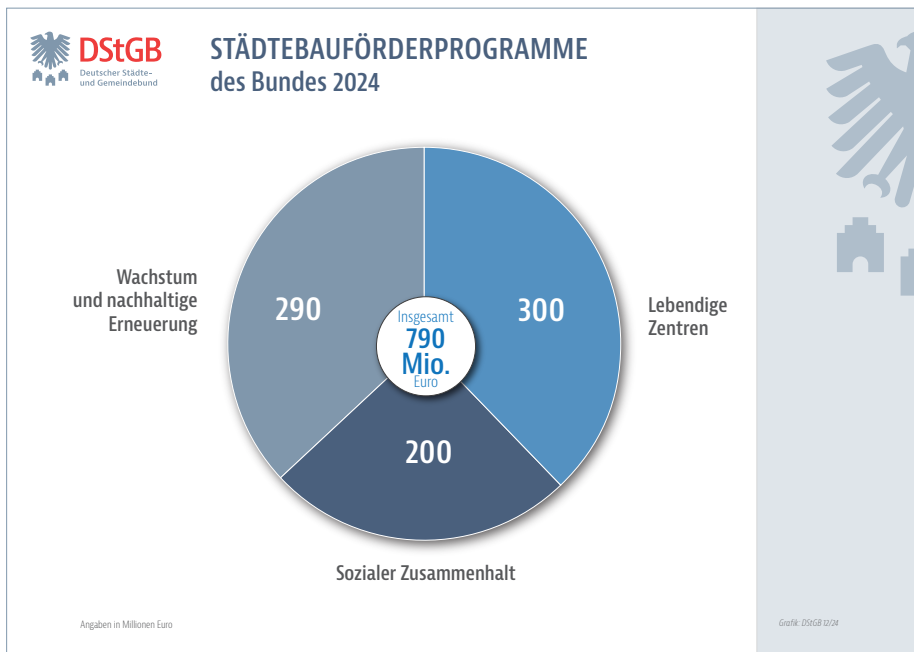 DStGB
Deutscher Städte-
und Gemeindebund
STÄDTEBAUFÖRDERPROGRAMME
des Bundes 2024
Wachstum
und nachhaltige
Erneuerung
290
Insgesamt
790
Mio.
Euro
300
Lebendige
Zentren
200
Sozialer Zusammenhalt
Angaben in Millionen Euro
Grafik: DStGB 12/24